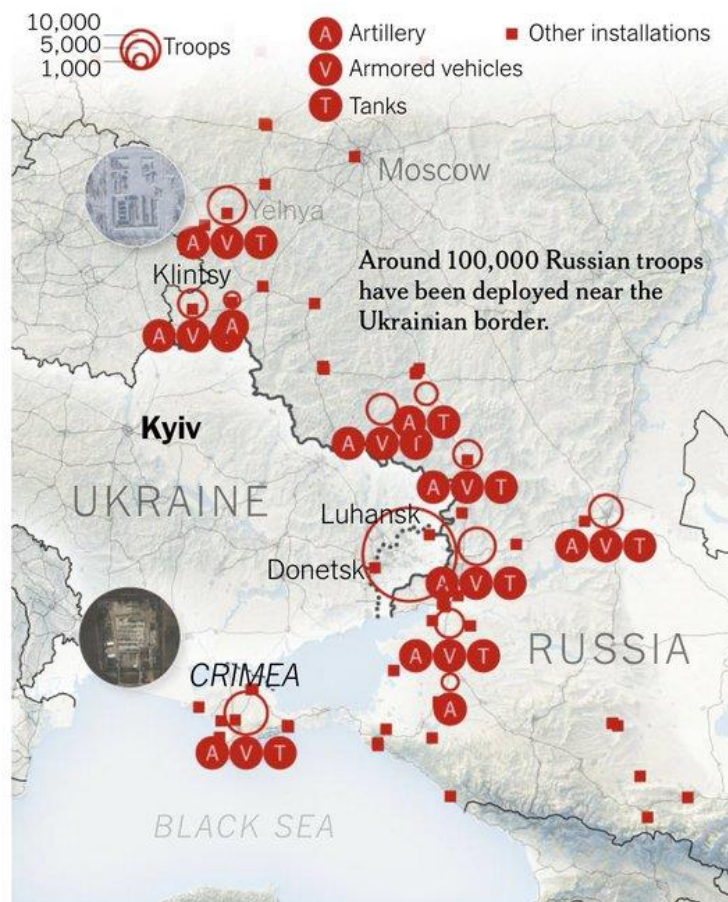 10,000
5,000
1,000
Troops
A Artillery
V Armored vehicles
T Tanks
Other installations
Moscow
Yelnya
A V T
Klintsy
A V
A
Around 100,000 Russian troops
have been deployed near the
Ukrainian border.
Kyiv
A T
A V T
A V T
UKRAINE
Luhansk
A V T
Donetsk
A V T
RUSSIA
A V T
CRIMEA
A
A V T
BLACK SEA